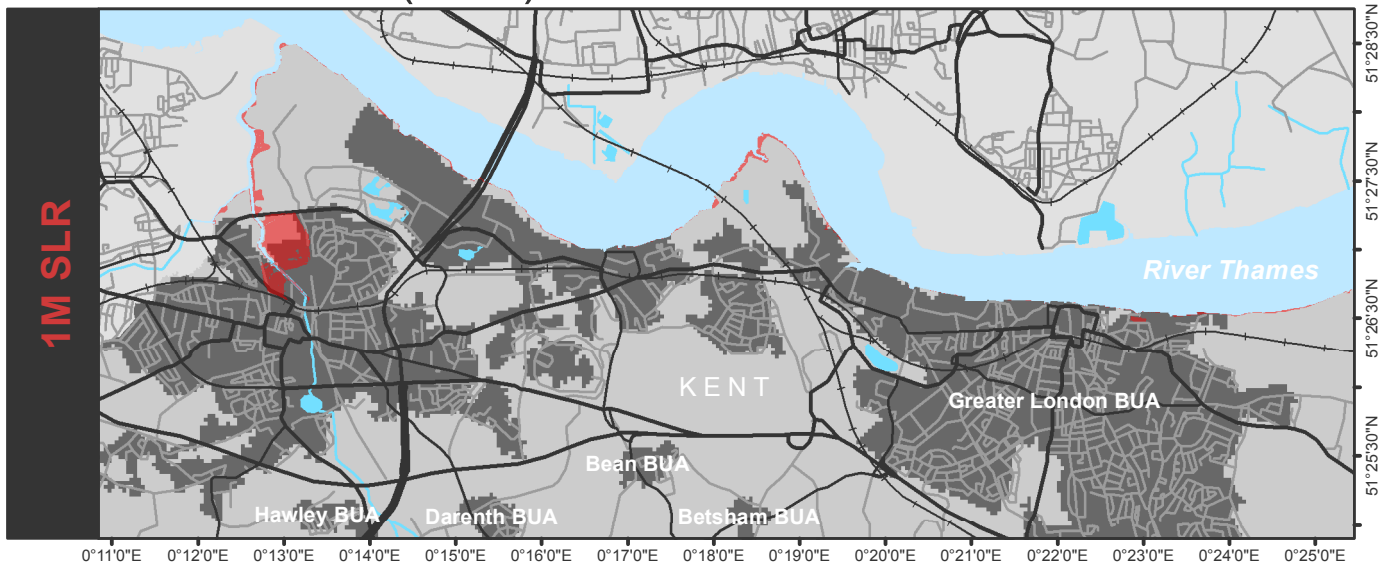 1M SLR
51°28'30"N
51°27'30"N
River Thames
51°26'30"N
KENT
Greater London BUA
51°25'30"N
Bean BUA
Hawley BUA
Darenth BUA
Betsham BUA
0°11'0"E 0°12'0"E 0°13'0"E 0°14'0"E 0°15'0"E 0°16'0"E 0°17'0"E 0°18'0"E 0°19'0"E 0°20'0"E 0°21'0"E 0°22'0"E 0°23'0"E 0°24'0"E 0°25'0"E